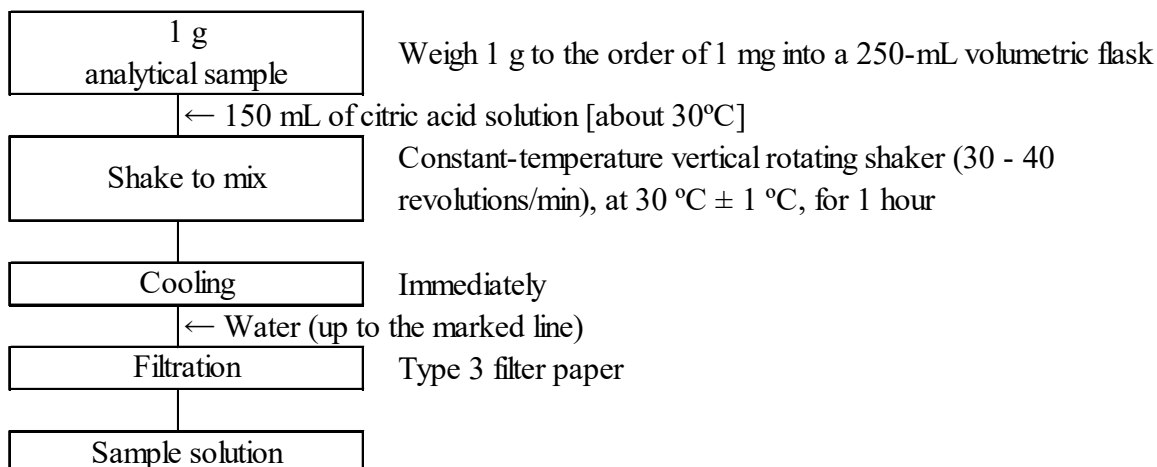 1 g
analytical sample
Weigh 1 g to the order of 1 mg into a 250-mL volumetric flask
← 150 mL of citric acid solution [about 30ºC]
Shake to mix
Constant-temperature vertical rotating shaker (30 - 40
revolutions/min), at 30 ºC ± 1 ºC, for 1 hour
Cooling
Immediately
← Water (up to the marked line)
Filtration
Type 3 filter paper
Sample solution